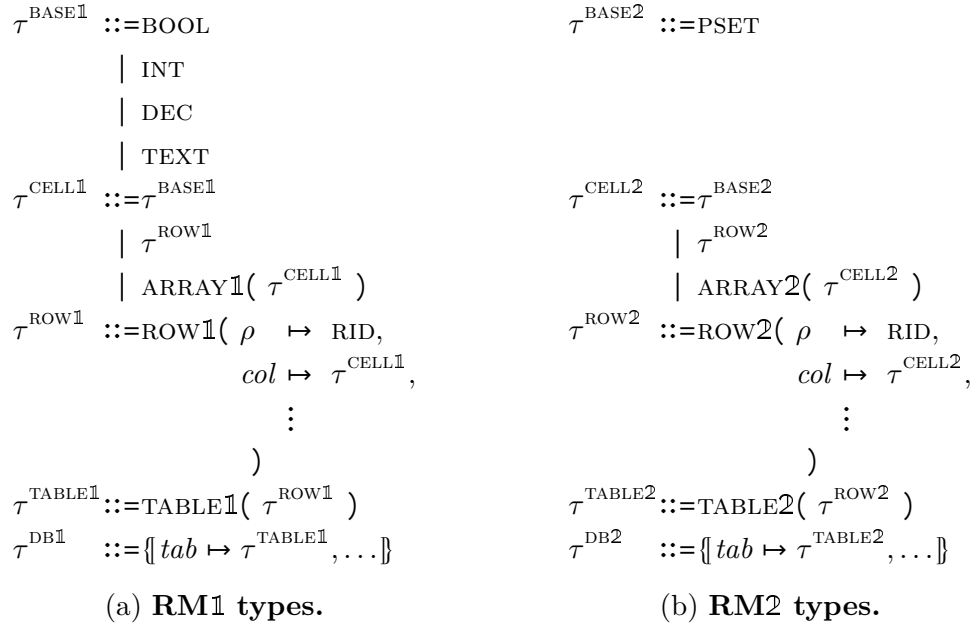 τ^BASE𝟙 ::=BOOL τ^BASE𝟚 ::=PSET
| INT
| DEC
| TEXT
τ^CELL𝟙 ::=τ^BASE𝟙 τ^CELL𝟚 ::=τ^BASE𝟚
| τ^ROW𝟙 | τ^ROW𝟚
| ARRAY𝟙( τ^CELL𝟙 ) | ARRAY𝟚( τ^CELL𝟚 )
τ^ROW𝟙 ::=ROW𝟙( ρ ↦ RID, τ^ROW𝟚 ::=ROW𝟚( ρ ↦ RID,
col ↦ τ^CELL𝟙, col ↦ τ^CELL𝟚,
⋮ ⋮
) )
τ^TABLE𝟙 ::=TABLE𝟙( τ^ROW𝟙 ) τ^TABLE𝟚 ::=TABLE𝟚( τ^ROW𝟚 )
τ^DB𝟙 ::=⦃ tab ↦ τ^TABLE𝟙, … ⦄ τ^DB𝟚 ::=⦃ tab ↦ τ^TABLE𝟚, … ⦄
(a) RM𝟙 types. (b) RM𝟚 types.